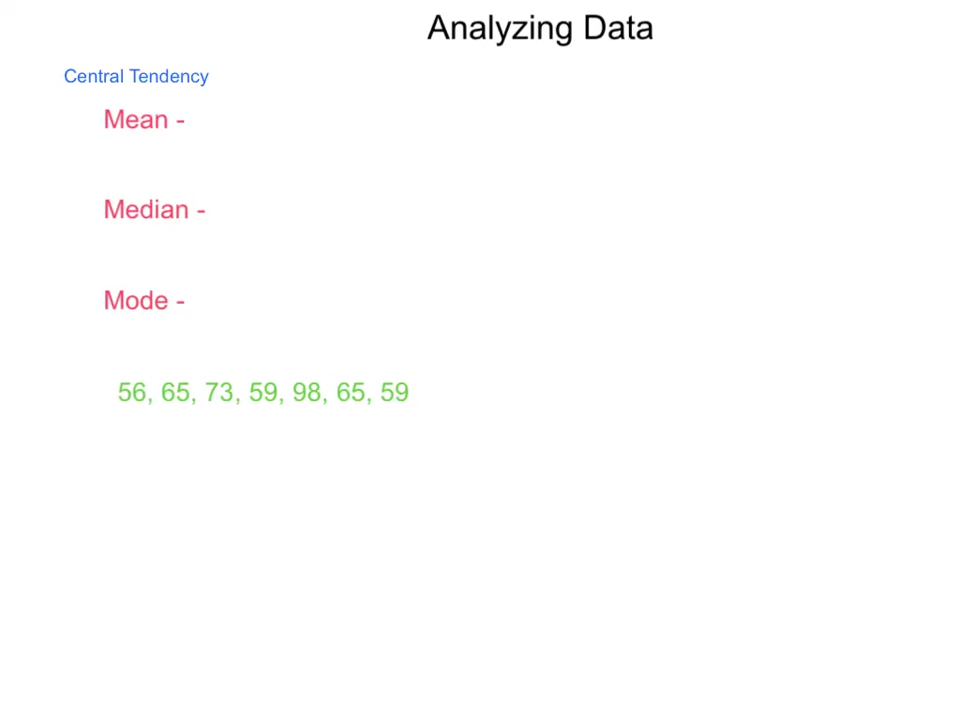 Analyzing Data
Central Tendency
Mean -
Median -
Mode -
56, 65, 73, 59, 98, 65, 59